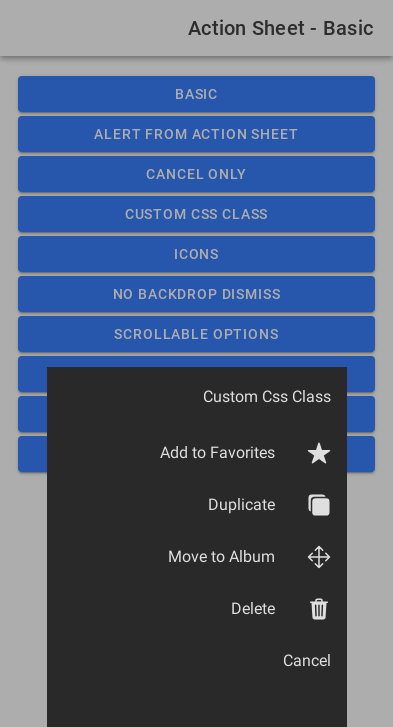 Action Sheet - Basic
BASIC
ALERT FROM ACTION SHEET
CANCEL ONLY
CUSTOM CSS CLASS
ICONS
NO BACKDROP DISMISS
SCROLLABLE OPTIONS
Custom Css Class
Add to Favorites
Duplicate
Move to Album
Delete
Cancel